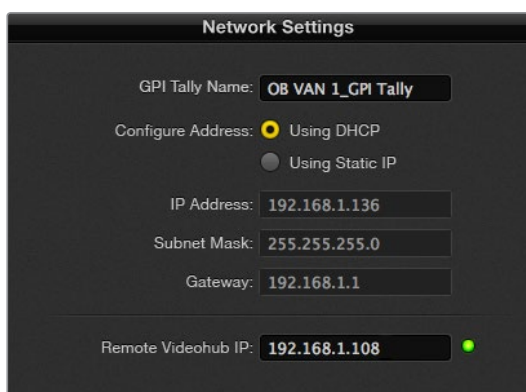 Network Settings
GPI Tally Name: OB VAN 1_GPI Tally
Configure Address: Using DHCP
Using Static IP
IP Address: 192.168.1.136
Subnet Mask: 255.255.255.0
Gateway: 192.168.1.1
Remote Videohub IP: 192.168.1.108